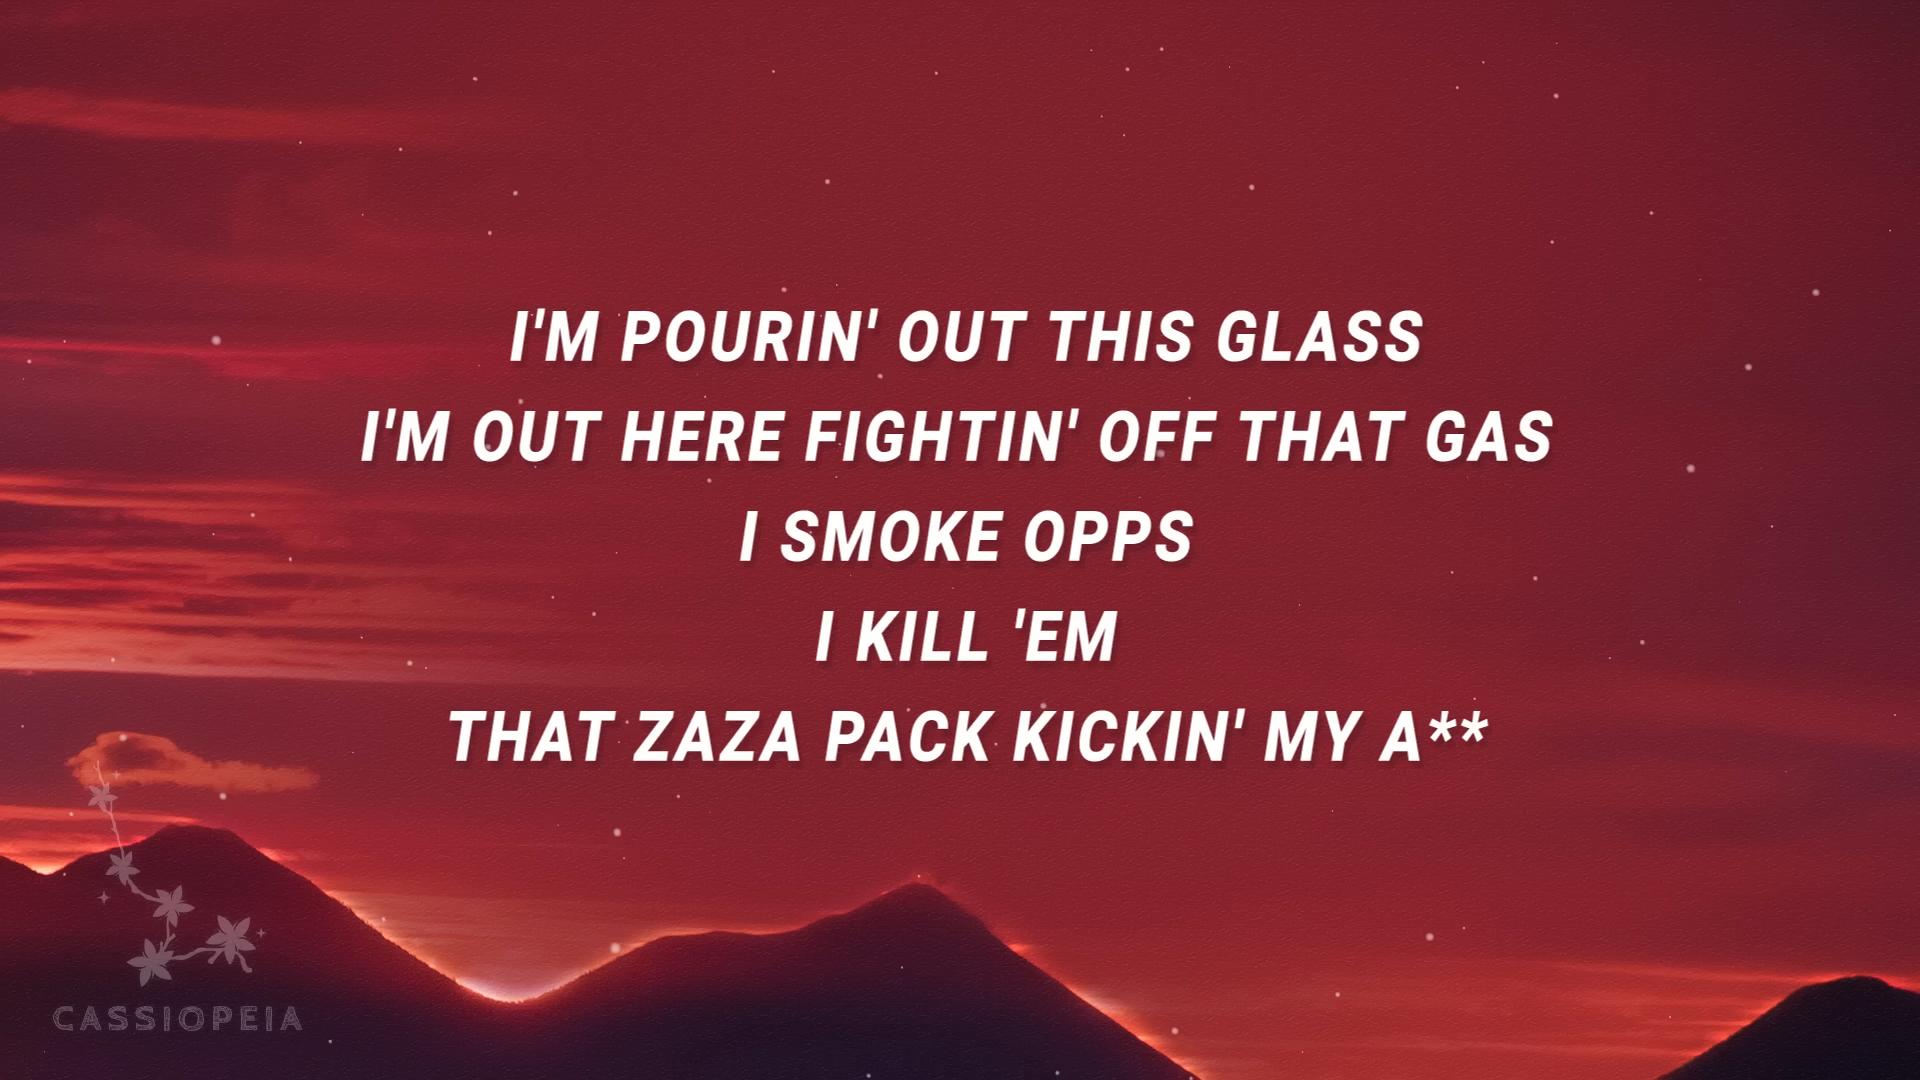 I'M POURIN' OUT THIS GLASS
I'M OUT HERE FIGHTIN' OFF THAT GAS
I SMOKE OPPS
I KILL 'EM
THAT ZAZA PACK KICKIN' MY A**
CASSIOPEIA